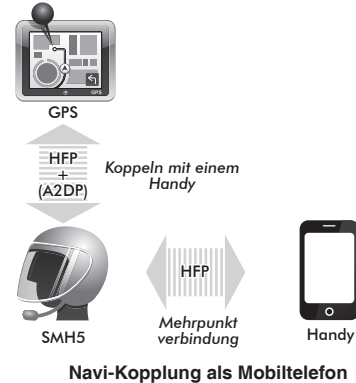 GPS
GPS
HFP
+
(A2DP)
Koppeln mit einem
Handy
HFP
SMH5
Mehrpunkt
verbindung
Handy
Navi-Kopplung als Mobiltelefon